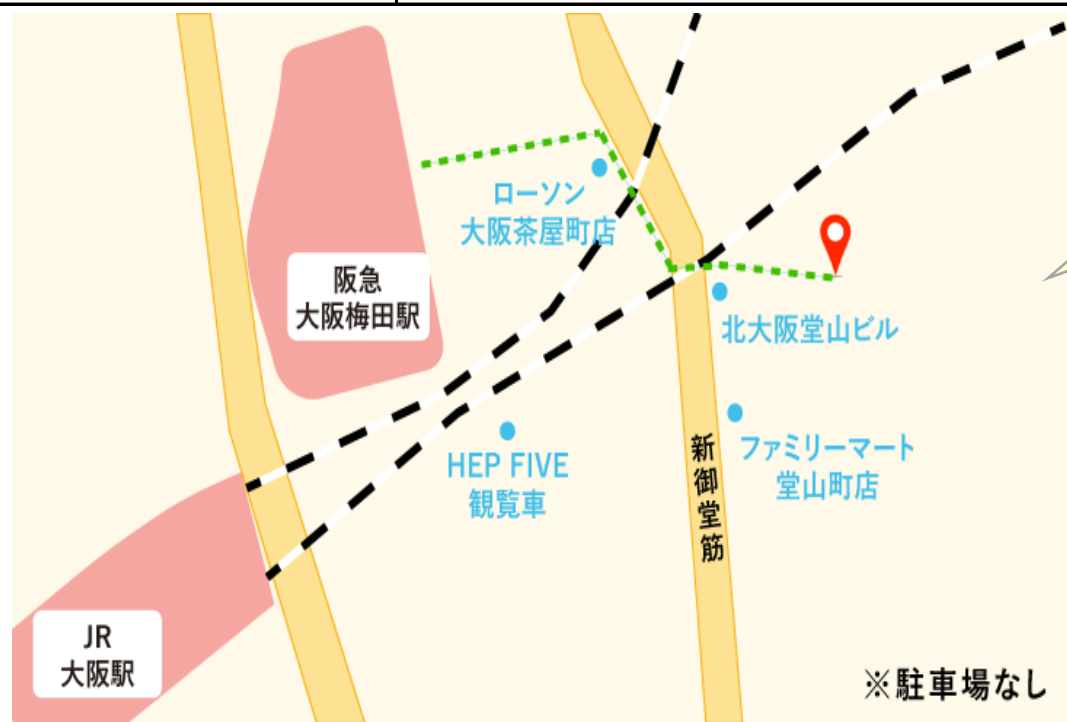 ローソン
大阪茶屋町店
阪急
大阪梅田駅
北大阪堂山ビル
新御堂筋
ファミリーマート
堂山町店
HEP FIVE
観覧車
JR
大阪駅
※駐車場なし